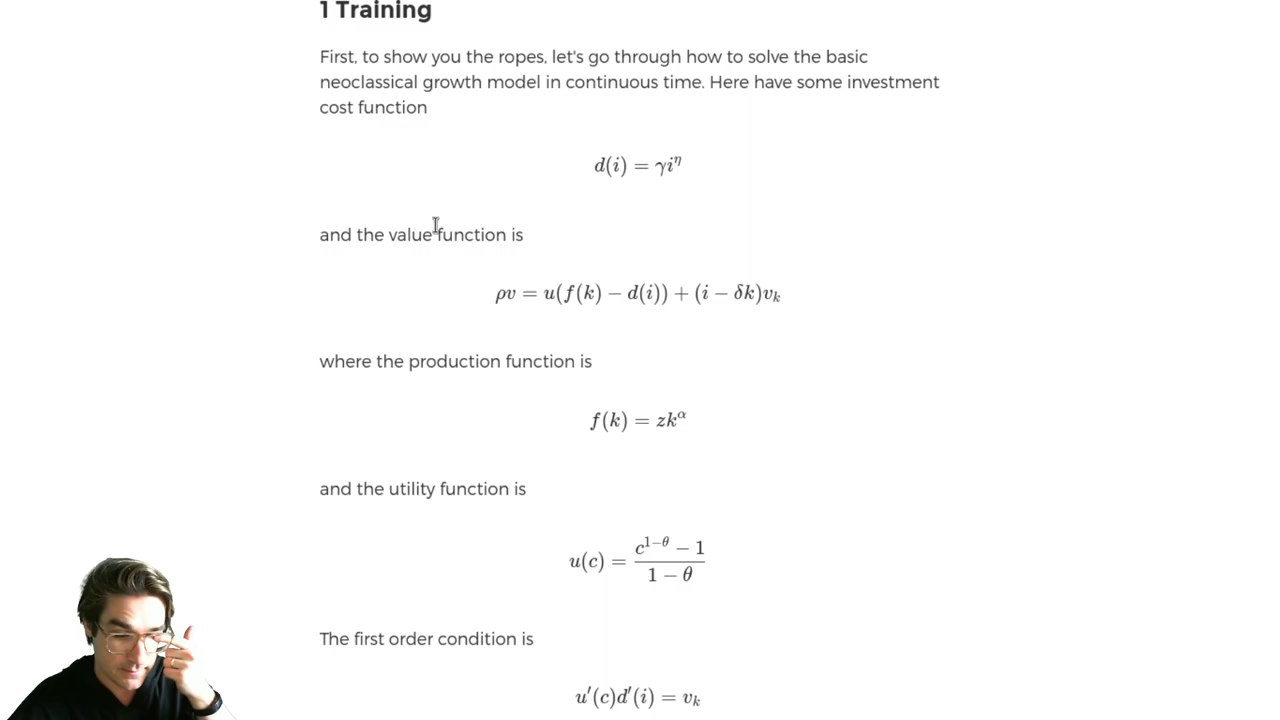 1 Training
First, to show you the ropes, let's go through how to solve the basic
neoclassical growth model in continuous time. Here have some investment
cost function
d(i) = γi^η
and the value function is
ρv = u(f(k) − d(i)) + (i − δk)v_k
where the production function is
f(k) = zk^α
and the utility function is
u(c) = (c^{1−θ} − 1) / (1 − θ)
The first order condition is
u′(c)d′(i) = v_k